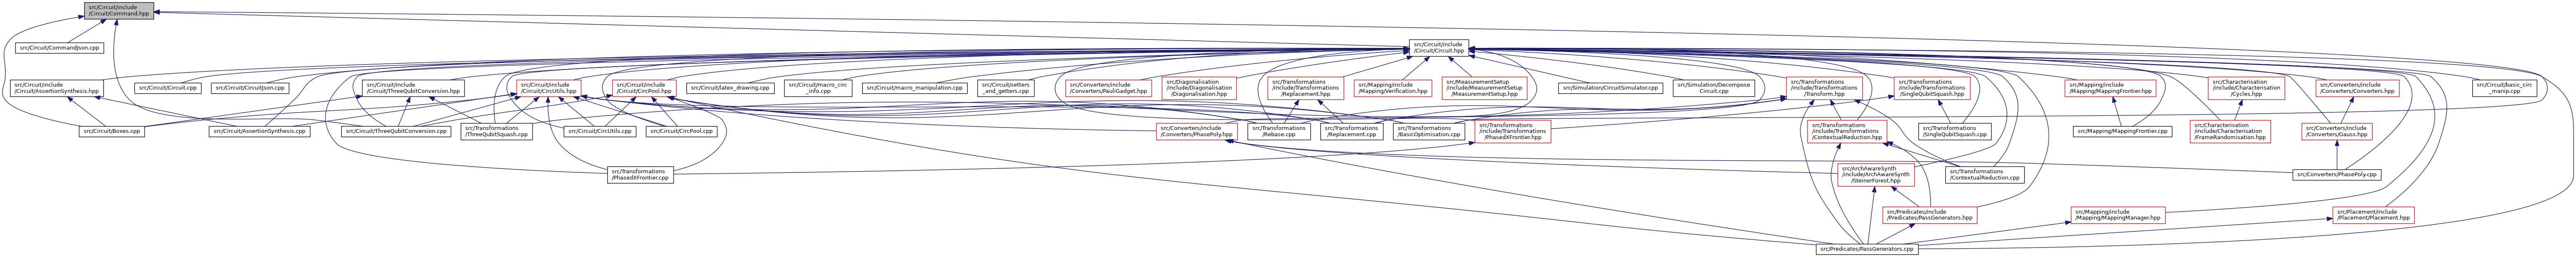 src/Circuit/include
/Circuit/Command.hpp
src/Circuit/CommandJson.cpp
src/Circuit/include
/Circuit/Circuit.hpp
src/Circuit/include
/Circuit/AssertionSynthesis.hpp
src/Circuit/Circuit.cpp
src/Circuit/CircuitJson.cpp
src/Circuit/include
/Circuit/ThreeQubitConversion.hpp
src/Circuit/include
/Circuit/CircUtils.hpp
src/Circuit/include
/Circuit/CircPool.hpp
src/Circuit/latex_drawing.cpp
src/Circuit/macro_circ
_info.cpp
src/Circuit/macro_manipulation.cpp
src/Circuit/setters
_and_getters.cpp
src/Converters/include
/Converters/PauliGadget.hpp
src/Diagonalisation
/include/Diagonalisation
/Diagonalisation.hpp
src/Transformations
/include/Transformations
/Replacement.hpp
src/Mapping/include
/Mapping/Verification.hpp
src/MeasurementSetup
/include/MeasurementSetup
/MeasurementSetup.hpp
src/Simulation/CircuitSimulator.cpp
src/Simulation/Decompose
Circuit.cpp
src/Transformations
/include/Transformations
/Transform.hpp
src/Transformations
/include/Transformations
/SingleQubitSquash.hpp
src/Mapping/include
/Mapping/MappingFrontier.hpp
src/Characterisation
/include/Characterisation
/Cycles.hpp
src/Converters/include
/Converters/Converters.hpp
src/Circuit/basic_circ
_manip.cpp
src/Circuit/Boxes.cpp
src/Circuit/AssertionSynthesis.cpp
src/Circuit/ThreeQubitConversion.cpp
src/Transformations
/ThreeQubitSquash.cpp
src/Circuit/CircUtils.cpp
src/Circuit/CircPool.cpp
src/Converters/include
/Converters/PhasePoly.hpp
src/Transformations
/Rebase.cpp
src/Transformations
/Replacement.cpp
src/Transformations
/BasicOptimisation.cpp
src/Transformations
/include/Transformations
/PhasedXFrontier.hpp
src/Transformations
/include/Transformations
/ContextualReduction.hpp
src/Transformations
/SingleQubitSquash.cpp
src/Mapping/MappingFrontier.cpp
src/Characterisation
/include/Characterisation
/FrameRandomisation.hpp
src/Converters/include
/Converters/Gauss.hpp
src/Transformations
/PhasedXFrontier.cpp
src/ArchAwareSynth
/include/ArchAwareSynth
/SteinerForest.hpp
src/Transformations
/ContextualReduction.cpp
src/Converters/PhasePoly.cpp
src/Predicates/include
/Predicates/PassGenerators.hpp
src/Mapping/include
/Mapping/MappingManager.hpp
src/Placement/include
/Placement/Placement.hpp
src/Predicates/PassGenerators.cpp